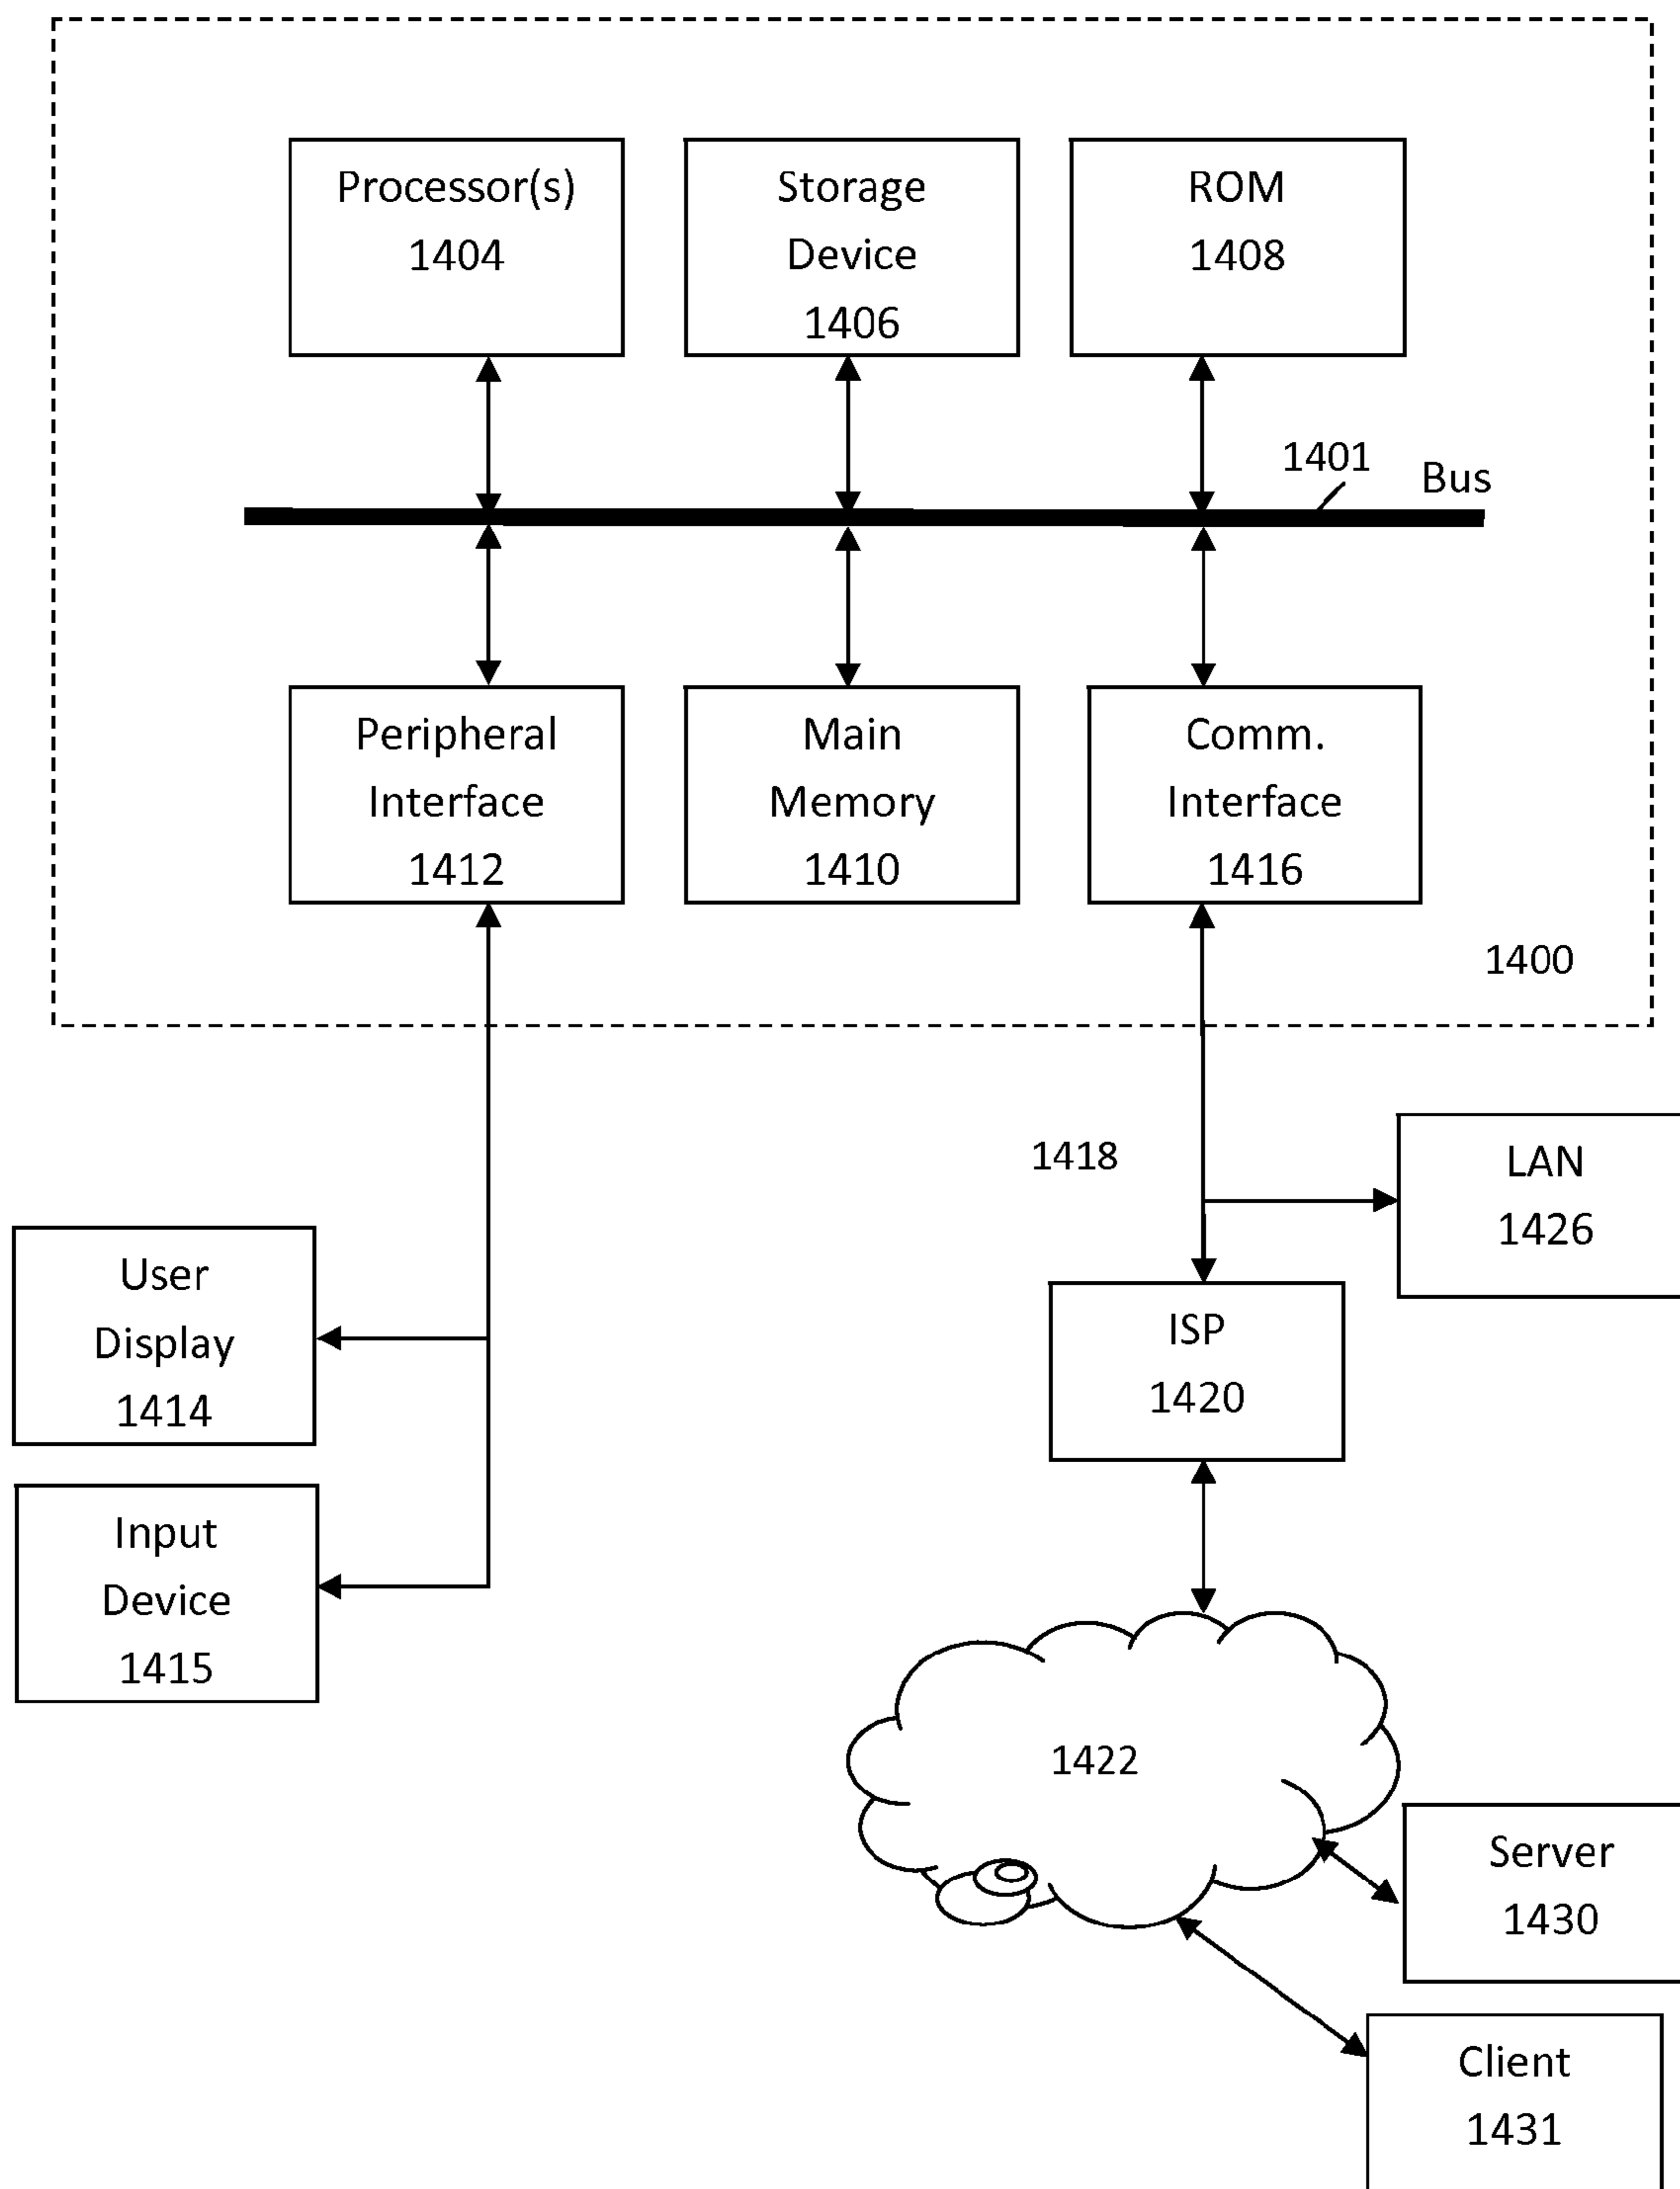 Processor(s)
1404
Storage
Device
1406
ROM
1408
1401
Bus
Peripheral
Interface
1412
Main
Memory
1410
Comm.
Interface
1416
1400
1418
LAN
1426
User
Display
1414
ISP
1420
Input
Device
1415
1422
Server
1430
Client
1431